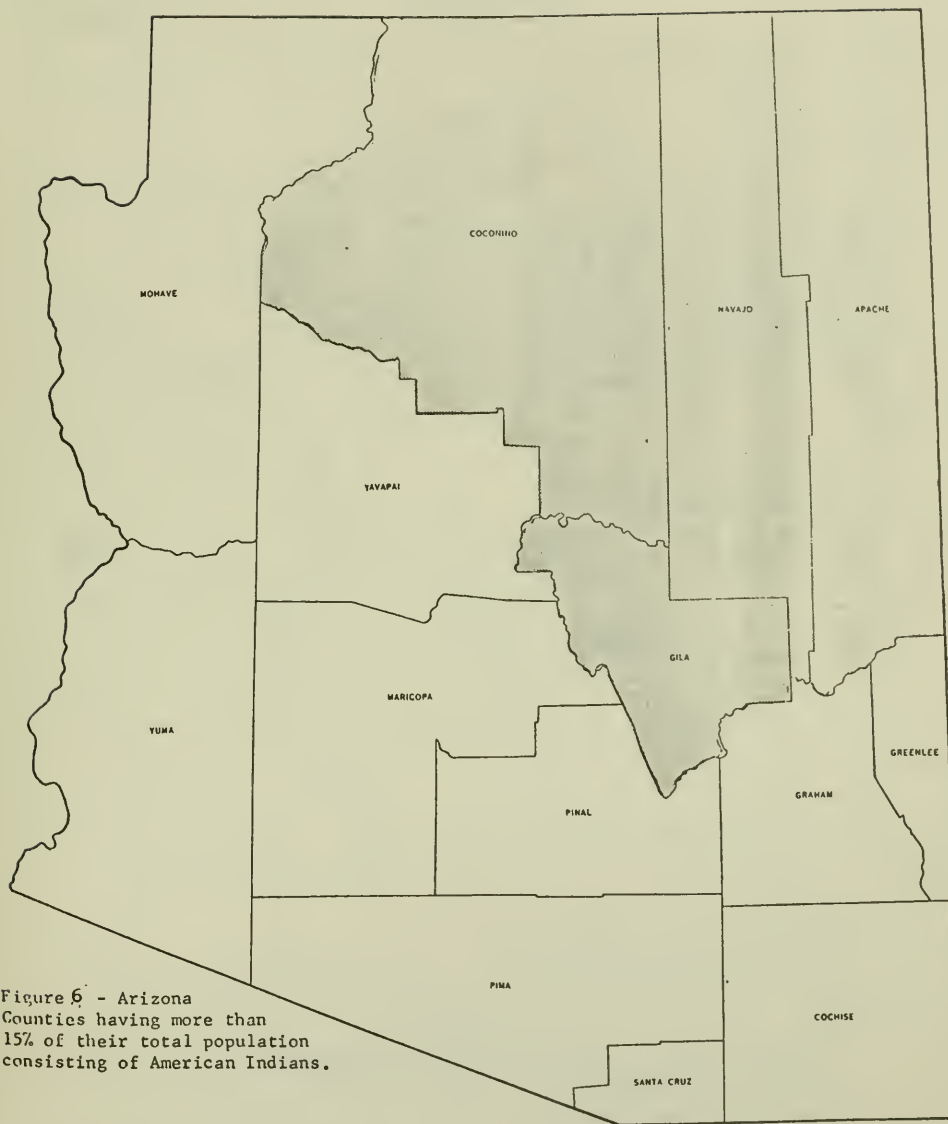 COCONINO
MOHAVE
NAVAJO
APACHE
YAVAPAI
GILA
MARICOPA
YUMA
GREENLEE
GRAHAM
PINAL
PIMA
COCHISE
SANTA CRUZ
Figure 6 - Arizona
Counties having more than
15% of their total population
consisting of American Indians.